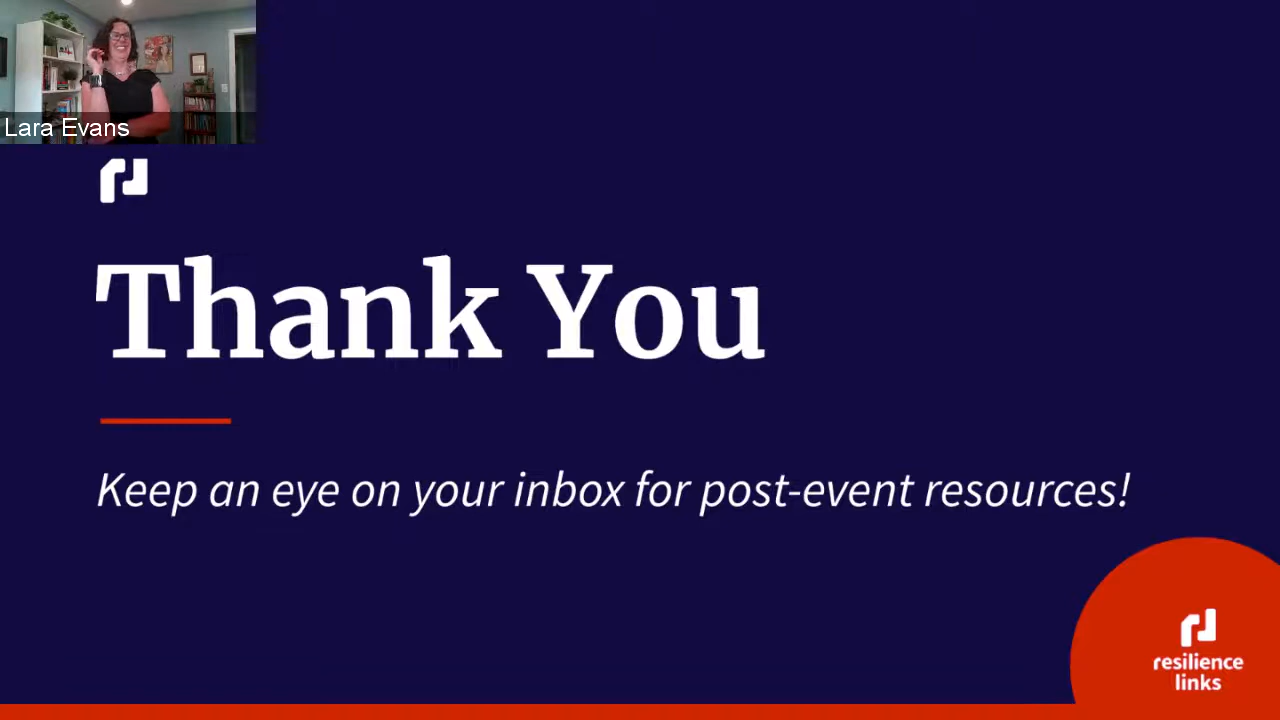 Lara Evans
Thank You
Keep an eye on your inbox for post-event resources!
resilience
links